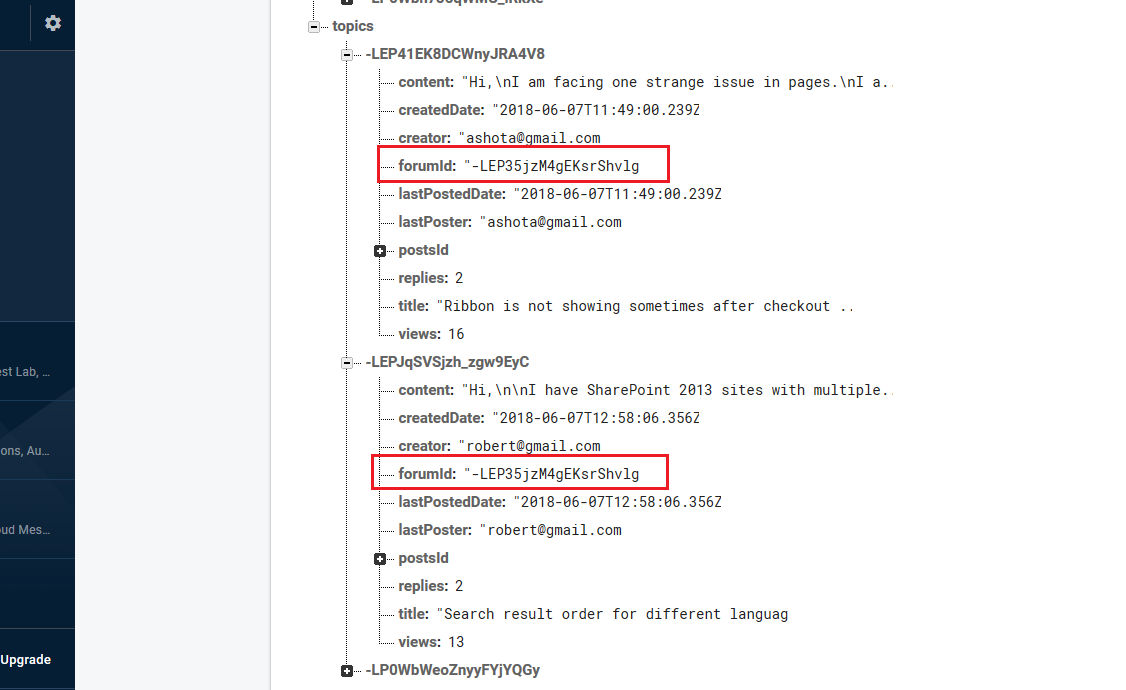 topics
-LEP41EK8DCWnyJRA4V8
content: "Hi,\nI am facing one strange issue in pages.\nI a..
createdDate: "2018-06-07T11:49:00.239Z
creator: "ashota@gmail.com
forumId: "-LEP35jzM4gEKsrShvlg
lastPostedDate: "2018-06-07T11:49:00.239Z
lastPoster: "ashota@gmail.com
postsId
replies: 2
title: "Ribbon is not showing sometimes after checkout ..
views: 16
-LEPJqSVSjzh_zgw9EyC
est Lab, ...
content: "Hi,\n\nI have SharePoint 2013 sites with multiple..
createdDate: "2018-06-07T12:58:06.356Z
creator: "robert@gmail.com
ons, Au...
forumId: "-LEP35jzM4gEKsrShvlg
lastPostedDate: "2018-06-07T12:58:06.356Z
lastPoster: "robert@gmail.com
oud Mes...
postsId
replies: 2
title: "Search result order for different languag
views: 13
Upgrade
-LP0WbWeoZnyyFYjYQGy